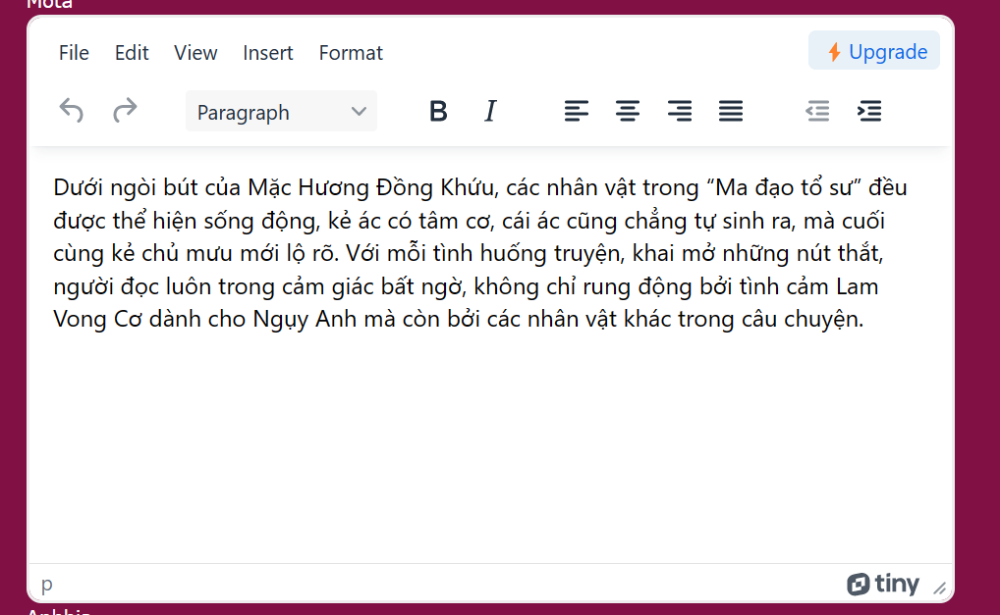 Mota
File Edit View Insert Format Upgrade
Paragraph B I
Dưới ngòi bút của Mặc Hương Đồng Khứu, các nhân vật trong “Ma đạo tổ sư” đều
được thể hiện sống động, kẻ ác có tâm cơ, cái ác cũng chẳng tự sinh ra, mà cuối
cùng kẻ chủ mưu mới lộ rõ. Với mỗi tình huống truyện, khai mở những nút thắt,
người đọc luôn trong cảm giác bất ngờ, không chỉ rung động bởi tình cảm Lam
Vong Cơ dành cho Ngụy Anh mà còn bởi các nhân vật khác trong câu chuyện.
p tiny